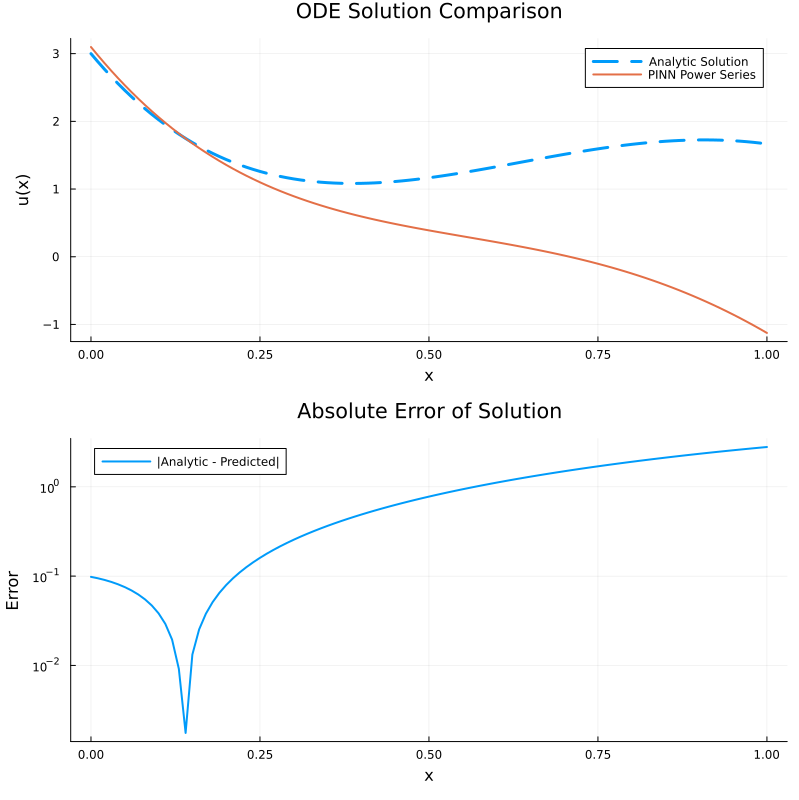 ODE Solution Comparison
Analytic Solution
PINN Power Series
3
2
1
0
−1
u(x)
0.00 0.25 0.50 0.75 1.00
x
Absolute Error of Solution
|Analytic - Predicted|
10⁰
10⁻¹
10⁻²
Error
0.00 0.25 0.50 0.75 1.00
x